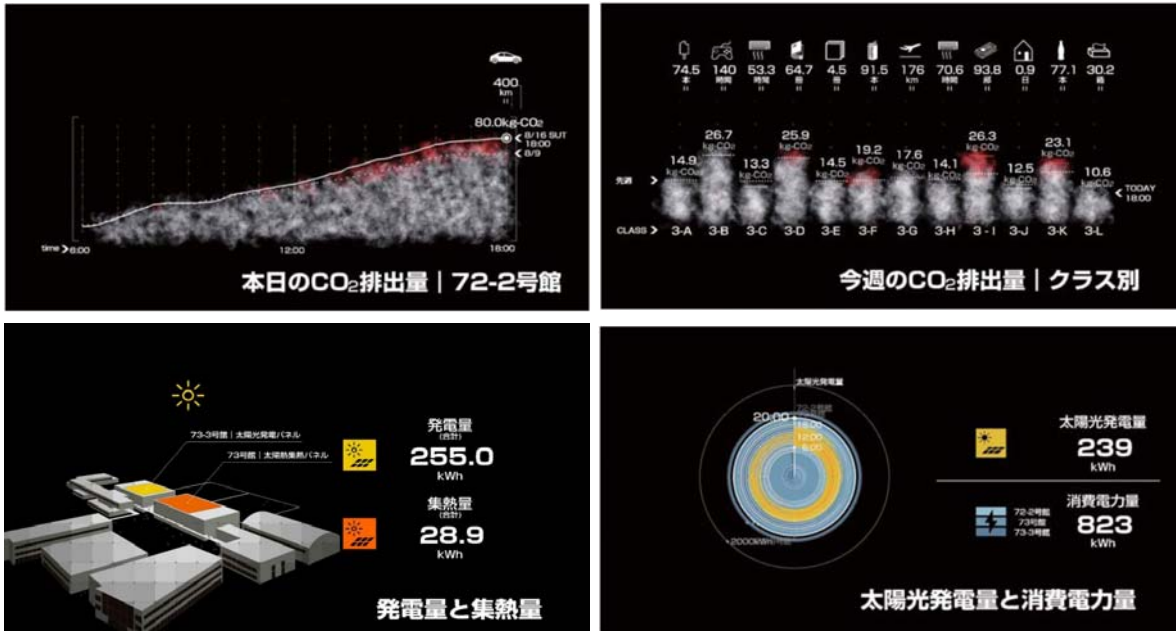 400
km
80.0kg-CO₂
8/16 SUT
18:00
8/9
time
6:00
12:00
18:00
本日のCO₂排出量｜72-2号館
74.5 140 53.3 64.7 4.5 91.5 176 70.6 93.8 0.9 77.1 30.2
本 時間 時間 冊 冊 本 km 時間 日 本
14.9 26.7 13.3 25.9 14.5 19.2 17.6 14.1 26.3 12.5 23.1 10.6
kg-CO₂ kg-CO₂ kg-CO₂ kg-CO₂ kg-CO₂ kg-CO₂ kg-CO₂ kg-CO₂ kg-CO₂ kg-CO₂ kg-CO₂ kg-CO₂
先週
TODAY
18:00
CLASS 3-A 3-B 3-C 3-D 3-E 3-F 3-G 3-H 3-I 3-J 3-K 3-L
今週のCO₂排出量｜クラス別
73-3号館｜太陽光発電パネル
73号館｜太陽熱集熱パネル
発電量
(合計)
255.0
kWh
集熱量
(合計)
28.9
kWh
発電量と集熱量
太陽光発電量
20:00
12:00
2000kWh
太陽光発電量
239
kWh
72-2号館
73号館
73-3号館
消費電力量
823
kWh
太陽光発電量と消費電力量